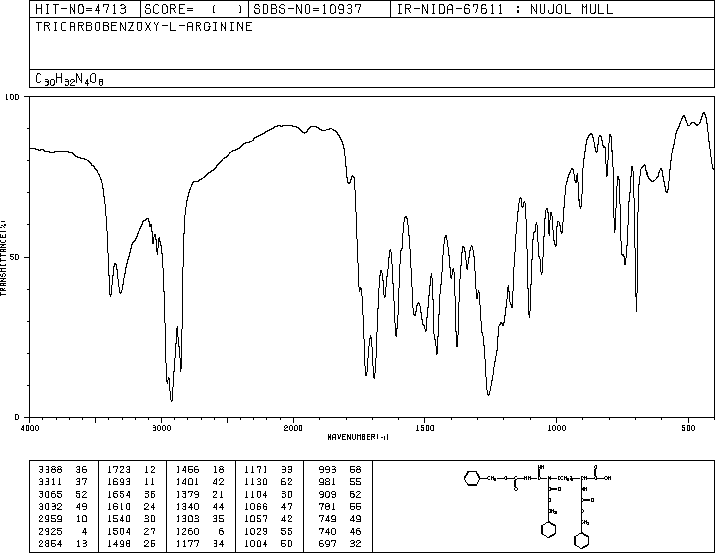 HIT-NO=4713 SCORE= ( ) SDBS-NO=10937 IR-NIDA-67611 : NUJOL MULL
TRICARBOBENZOXY-L-ARGININE
C30H32N4O8
100
50
0
TRANSMITTANCE(%)
4000 3000 2000 1500 1000 500
WAVENUMBER(-1)
3388 36 1723 12 1456 18 1171 33 993 58
3311 37 1693 11 1401 42 1130 62 981 55
3065 52 1654 36 1379 21 1104 30 909 62
3032 49 1610 24 1340 44 1066 47 781 55
2959 10 1540 30 1303 35 1057 42 749 49
2925 4 1504 27 1260 6 1029 55 740 46
2854 13 1498 26 1177 34 1004 50 697 32